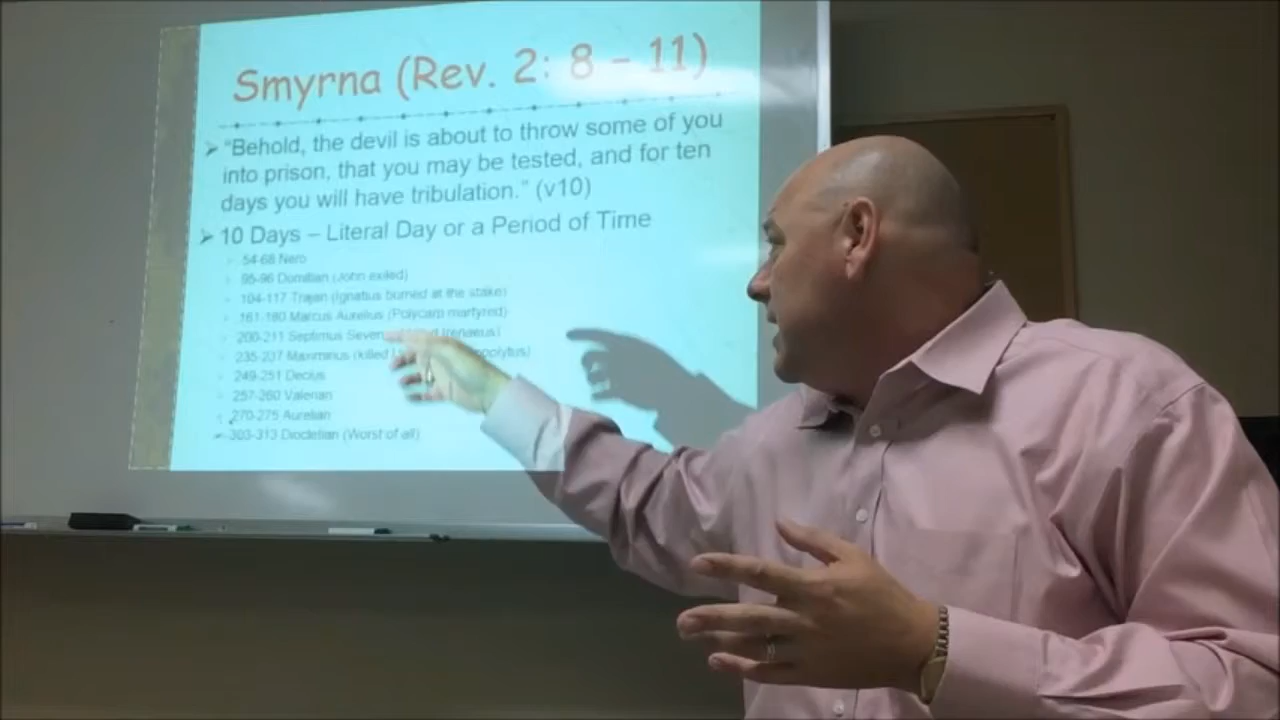 Smyrna (Rev. 2: 8 – 11)
"Behold, the devil is about to throw some of you
into prison, that you may be tested, and for ten
days you will have tribulation." (v10)
10 Days – Literal Day or a Period of Time
54-68 Nero
95-96 Domitian (John exiled)
104-117 Trajan (Ignatius burned at the stake)
161-180 Marcus Aurelius (Polycarp martyred)
200-211 Septimus Irenaeus)
235-237 Maximinus (killed
249-251 Decius
257-260 Valerian
270-275 Aurelian
303-313 Diocletian (Worst of all)